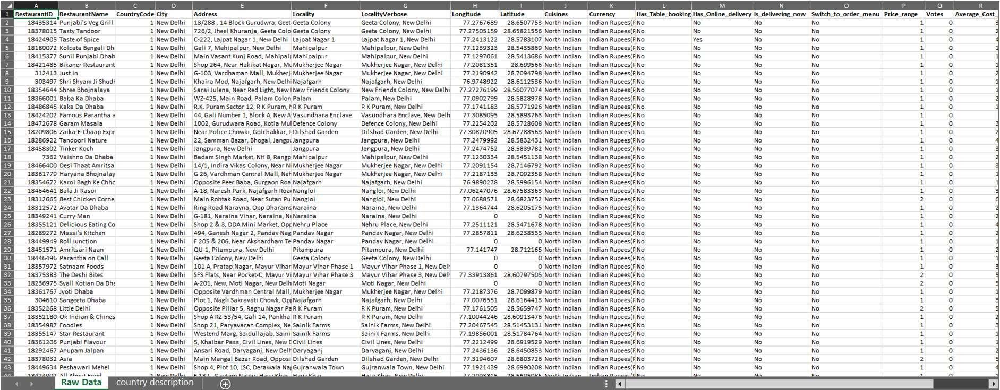 A B C D E F G H I J K L M N O P Q R
1 RestaurantID RestaurantName CountryCode City Address Locality LocalityVerbose Longitude Latitude Cuisines Currency Has_Table_booking Has_Online_delivery Is_delivering_now Switch_to_order_menu Price_range Votes Average_Cost_
2 18435314 Punjabi's Veg Grill 1 New Delhi 13/288 , 14 Block Gurudwra, Geet Geeta Colony Geeta Colony, New Delhi 77.2767689 28.6507753 North Indian Indian Rupees(R No No No No 1 0 3
3 18378015 Tasty Tandoor 1 New Delhi 726/2, Jheel Khuranja, Geeta Colo Geeta Colony Geeta Colony, New Delhi 77.27505159 28.65821556 North Indian Indian Rupees(R No No No No 1 0 2
4 18424905 Taste of Spice 1 New Delhi C-222, Lajpat Nagar 1, New Delhi Lajpat Nagar 1 Lajpat Nagar 1, New Delhi 77.2413122 28.5783107 North Indian Indian Rupees(R No Yes No No 1 0 4
5 18180072 Kolcata Bengali Dh 1 New Delhi Gali 7, Mahipalpur, New Delhi Mahipalpur Mahipalpur, New Delhi 77.1239323 28.5435869 North Indian Indian Rupees(R No No No No 1 0 1
6 18415377 Sunil Punjabi Dhab 1 New Delhi Main Vasant Kunj Road, Mahipalp Mahipalpur Mahipalpur, New Delhi 77.1297061 28.5413686 North Indian Indian Rupees(R No No No No 1 0 1
7 18421485 Bikaner Restaurant 1 New Delhi Shop 264, Near Hakikat Nagar, Mu Mukherjee Nagar Mukherjee Nagar, New Delhi 77.2081351 28.699566 North Indian Indian Rupees(R No No No No 1 0 1
8 312413 Just In 1 New Delhi G-103, Vardhaman Mall, Mukherj Mukherjee Nagar Mukherjee Nagar, New Delhi 77.2190942 28.7094798 North Indian Indian Rupees(R No No No No 1 0 2
9 303497 Shri Shyam Ji Shudh 1 New Delhi Khaira Mod, Najafgarh, New Delhi Najafgarh Najafgarh, New Delhi 76.9748922 28.6112536 North Indian Indian Rupees(R No No No No 1 0 1
10 18354644 Shree Bhojnalaya 1 New Delhi Sarai Julena, Near Red Light, New New Friends Colony New Friends Colony, New Delhi 77.27276199 28.56077074 North Indian Indian Rupees(R No No No No 1 0 1
11 18366001 Baba Ka Dhaba 1 New Delhi WZ-425, Main Road, Palam Colon Palam Palam, New Delhi 77.0902799 28.5828978 North Indian Indian Rupees(R No No No No 1 0 2
12 18486845 Kaka Da Dhaba 1 New Delhi R.K. Puram Sector 12, R K Puram, N R K Puram R K Puram, New Delhi 77.1741183 28.5771926 North Indian Indian Rupees(R No No No No 1 0 1
13 18424202 Famous Parantha a 1 New Delhi 44, Gali Number 1, Block A, New A Vasundhara Enclave Vasundhara Enclave, New Delh 77.3085095 28.5893763 North Indian Indian Rupees(R No No No No 1 0
14 18472678 Garam Masala 1 New Delhi 1002, Gurudwara Road, Kotla Mul Defence Colony Defence Colony, New Delhi 77.2254202 28.5728608 North Indian Indian Rupees(R No No No No 1 0 3
15 18209806 Zaika-E-Chaap Expr 1 New Delhi Near Police Chowki, Golchakkar, Dilshad Garden Dilshad Garden, New Delhi 77.30820905 28.67788563 North Indian Indian Rupees(R No No No No 1 0 2
16 18286922 Tandoori Nature 1 New Delhi 22, Samman Bazar, Bhogal, Jangpu Jangpura Jangpura, New Delhi 77.2479992 28.5832431 North Indian Indian Rupees(R No No No No 1 0 4
17 18458302 Tinker Koch 1 New Delhi Jangpura, New Delhi Jangpura Jangpura, New Delhi 77.2474752 28.5839782 North Indian Indian Rupees(R No No No No 1 0 3
18 7362 Vaishno Da Dhaba 1 New Delhi Badam Singh Market, NH 8, Rangp Mahipalpur Mahipalpur, New Delhi 77.1230334 28.5451138 North Indian Indian Rupees(R No No No No 1 0 2
19 18466400 Desi Thaat Amritsa 1 New Delhi 14/1, Indira Vikas Colony, Near Ni Mukherjee Nagar Mukherjee Nagar, New Delhi 77.2091154 28.7146792 North Indian Indian Rupees(R No No No No 1 0 3
20 18361779 Haryana Bhojnalay 1 New Delhi G 26, Vardhman Central Mall, Neh Mukherjee Nagar Mukherjee Nagar, New Delhi 77.2187133 28.7092358 North Indian Indian Rupees(R No No No No 1 0 1
21 18354672 Karol Bagh Ke Chho 1 New Delhi Opposite Peer Baba, Gurgaon Roa Najafgarh Najafgarh, New Delhi 76.9890278 28.5996154 North Indian Indian Rupees(R No No No No 1 0 1
22 18464641 Bala Ji Rasoi 1 New Delhi A-18, Naresh Park, Najafgarh Roa Nangloi Nangloi, New Delhi 77.06247076 28.67583363 North Indian Indian Rupees(R No No No No 1 0 3
23 18312665 Best Chicken Corne 1 New Delhi Main Rohtak Road, Near Sutan Pu Nangloi Nangloi, New Delhi 77.0688571 28.6823752 North Indian Indian Rupees(R No No No No 2 0 6
24 18312572 Avatar Da Dhaba 1 New Delhi Ring Road Narayna, Opp Dharams Naraina Naraina, New Delhi 77.1364744 28.6205175 North Indian Indian Rupees(R No No No No 1 0 2
25 18349241 Curry Man 1 New Delhi G-181, Naraina Vihar, Naraina, Ne Naraina Naraina, New Delhi 0 0 North Indian Indian Rupees(R No No No No 1 0 2
26 18355121 Delicious Eating Co 1 New Delhi Shop 2 & 3, DDA Mini Market, Opp Nehru Place Nehru Place, New Delhi 77.2511121 28.5471678 North Indian Indian Rupees(R No No No No 1 0 4
27 18289272 Massi's Kitchen 1 New Delhi 494, Ganesh Nagar 2, Pandav Nag Pandav Nagar Pandav Nagar, New Delhi 77.2857811 28.6238533 North Indian Indian Rupees(R No No No No 1 0 2
28 18449949 Roll Junction 1 New Delhi F 205 & 206, Near Akshardham Te Pandav Nagar Pandav Nagar, New Delhi 0 0 North Indian Indian Rupees(R No No No No 1 0 1
29 18451571 Amritsari Naan 1 New Delhi QU-1, Pitampura, New Delhi Pitampura Pitampura, New Delhi 77.141747 28.712165 North Indian Indian Rupees(R No No No No 1 0 2
30 18446496 Parantha on Call 1 New Delhi Geeta Colony, New Delhi Geeta Colony Geeta Colony, New Delhi 0 0 North Indian Indian Rupees(R No No No No 1 0 1
31 18357972 Satnaam Foods 1 New Delhi 101 A, Pratap Nagar, Mayur Vihar Mayur Vihar Phase 1 Mayur Vihar Phase 1, New Delh 0 0 North Indian Indian Rupees(R No No No No 1 0 3
32 18375383 The Deshi Bites 1 New Delhi SFS Flats, Near Pocket-C, Mayur Vi Mayur Vihar Phase 3 Mayur Vihar Phase 3, New Delh 77.33913861 28.60797505 North Indian Indian Rupees(R No No No No 2 0 5
33 18236975 Syall Kotian Da Dha 1 New Delhi A-201, New, Moti Nagar, New Delh Moti Nagar Moti Nagar, New Delhi 0 0 North Indian Indian Rupees(R No No No No 2 0 5
34 18361767 Jyoti Dhaba 1 New Delhi Opposite Vardhman Central Mall, Mukherjee Nagar Mukherjee Nagar, New Delhi 77.2187376 28.7099879 North Indian Indian Rupees(R No No No No 1 0 1
35 304610 Sangeeta Dhaba 1 New Delhi Plot 1, Nagli Sakravati Chowk, Opp Najafgarh Najafgarh, New Delhi 77.0076551 28.6164413 North Indian Indian Rupees(R No No No No 1 0 3
36 18352268 Little Delhi 1 New Delhi Opposite Pillar 5, Raghu Nagar Pa R K Puram R K Puram, New Delhi 77.1761505 28.5659747 North Indian Indian Rupees(R No No No No 2 0 5
37 18352180 Ok Indian & Chines 1 New Delhi Shop A RZ-53/54, Gali 14, Pankha R K Puram R K Puram, New Delhi 77.10044246 28.60913476 North Indian Indian Rupees(R No No No No 1 0 2
38 18354987 Foodies 1 New Delhi Shop 21, Paryavaran Complex, Ne Sainik Farms Sainik Farms, New Delhi 77.20467545 28.51453131 North Indian Indian Rupees(R No No No No 1 0 3
39 18355147 Star Restaurant 1 New Delhi Westend Marg, Saidullajab, Saini Sainik Farms Sainik Farms, New Delhi 77.19856001 28.51784764 North Indian Indian Rupees(R No No No No 1 0 1
40 18361206 Punjabi Flavour 1 New Delhi 5, Khaibar Pass, Civil Lines, New D Civil Lines Civil Lines, New Delhi 77.2212499 28.6919529 North Indian Indian Rupees(R No No No No 1 0 1
41 18292467 Anupam Jalpan 1 New Delhi Ansari Road, Daryaganj, New Delh Daryaganj Daryaganj, New Delhi 77.2436136 28.6450853 North Indian Indian Rupees(R No No No No 1 0 2
42 18378032 Asia 1 New Delhi Main Mangal Bazar Road, Opposi Dilshad Garden Dilshad Garden, New Delhi 77.3194607 28.6803726 North Indian Indian Rupees(R No No No No 2 0 5
43 18449634 Peshawari Mehel 1 New Delhi Shop 4, Plot 10, LSC, Derawala Nag Gujranwala Town Gujranwala Town, New Delhi 77.1921439 28.6990208 North Indian Indian Rupees(R No No No No 1 0 4
44 18424902 All About Food 1 New Delhi E 137, Gautam Nagar, Hauz Khas Hauz Khas Hauz Khas, New Delhi 77.2093815 28.5605085 North Indian Indian Rupees(R No No No No 1 0 1
Raw Data country description